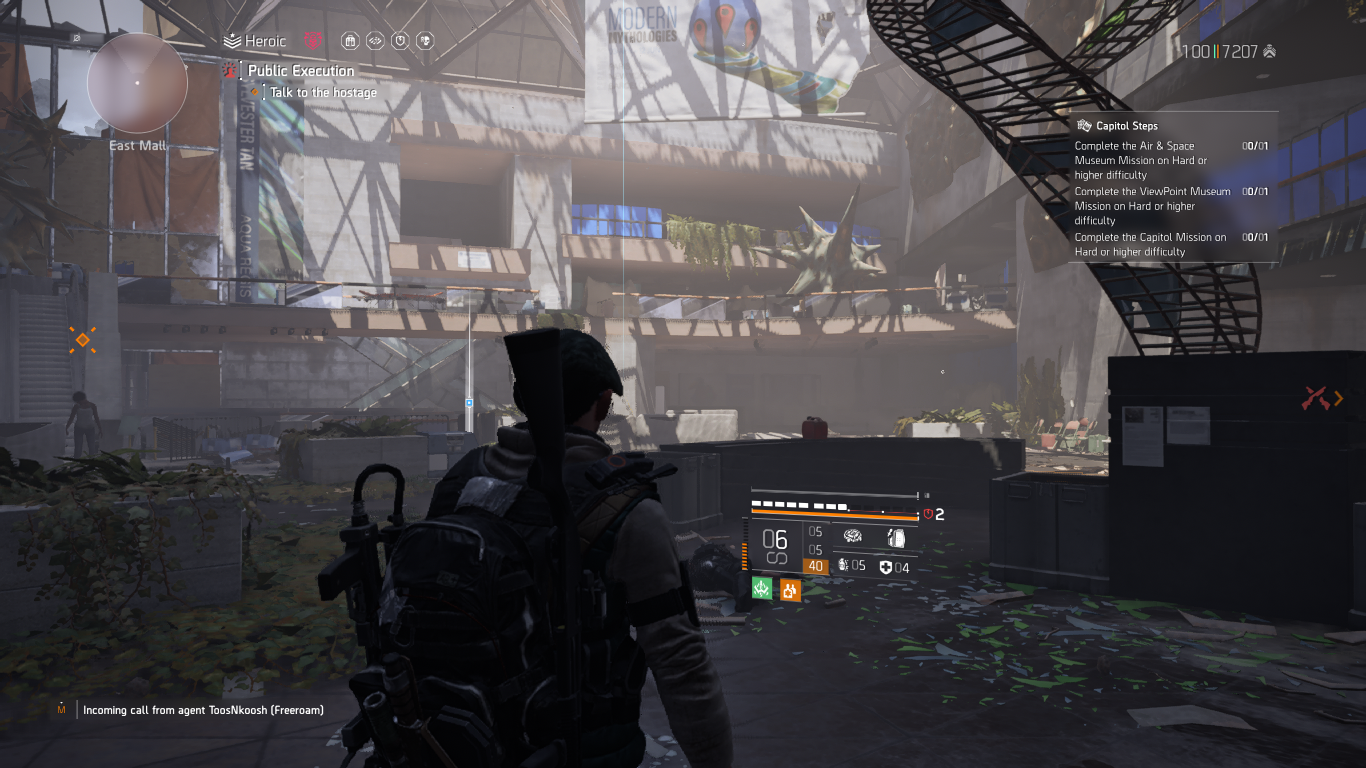 MODERN
MYTHOLOGIES
Heroic
100 7207
Public Execution
Talk to the hostage
East Mall
AQUARELLIS
Capitol Steps
Complete the Air & Space 00/01
Museum Mission on Hard or
higher difficulty
Complete the ViewPoint Museum 00/01
Mission on Hard or higher
difficulty
Complete the Capitol Mission on 00/01
Hard or higher difficulty
2
06
05
05
40
05
04
M
Incoming call from agent ToosNkoosh (Freeroam)